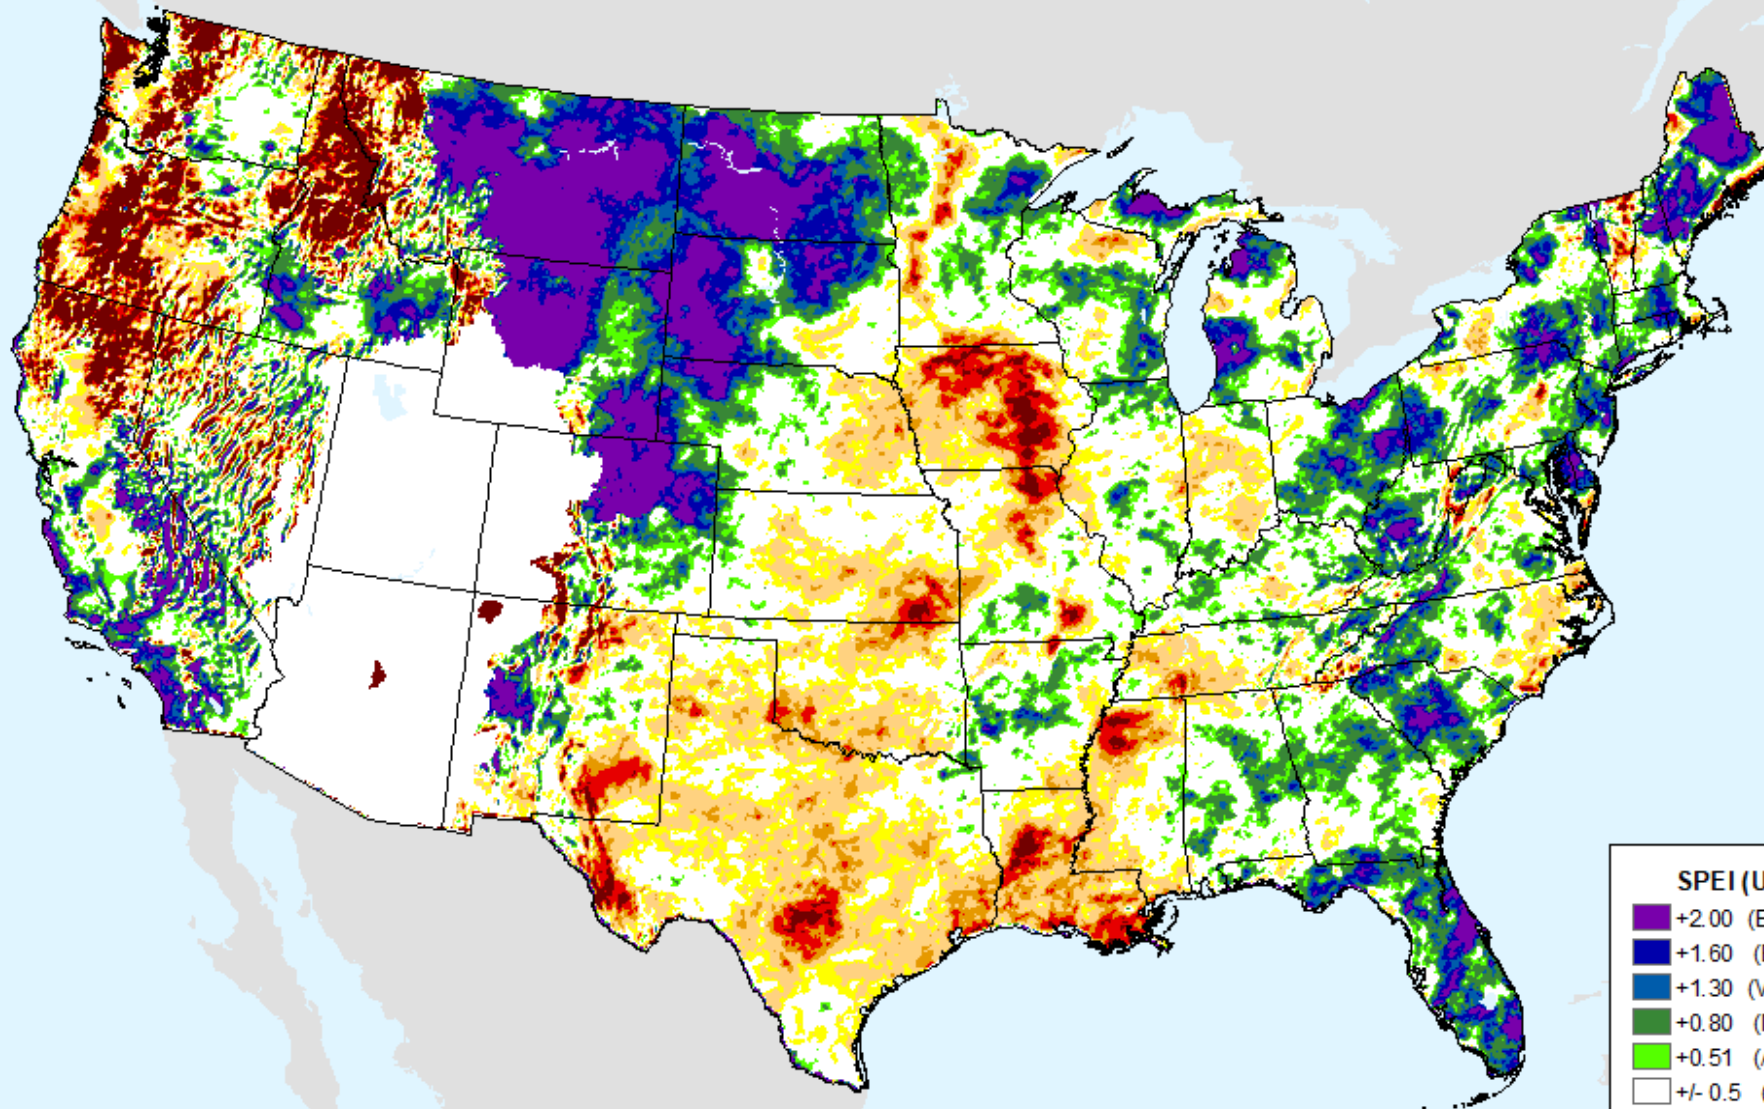 SPEI (U
+2.00 (E
+1.60 (
+1.30 (V
+0.80 (
+0.51 (
+/- 0.5 (